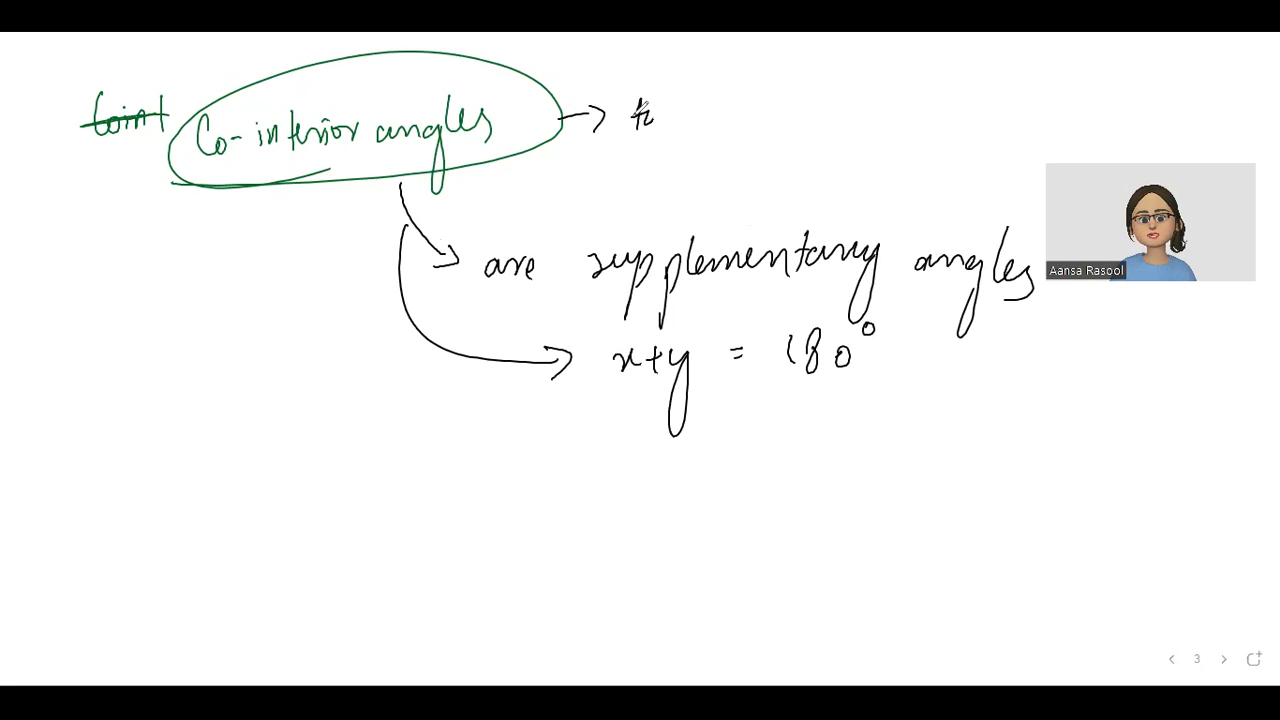 Co-interior angles →
Aansa Rasool
are supplementary angles
x+y = 180°
3